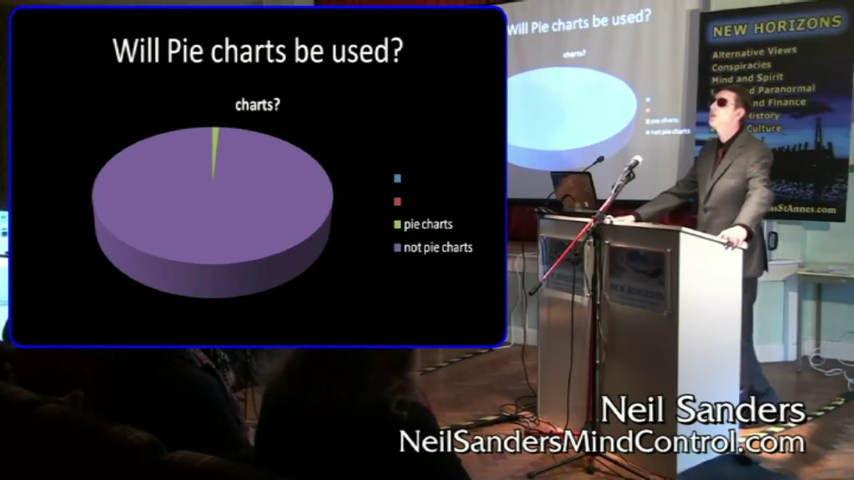 Will Pie charts be used?
charts?
pie charts
not pie charts
Will Pie charts be used?
charts?
pie charts
not pie charts
NEW HORIZONS
Alternative Views
Conspiracies
Mind and Spirit
Paranormal
and Finance
History
Culture
StAnnes.com
NEW HORIZONS
Neil Sanders
NeilSandersMindControl.com